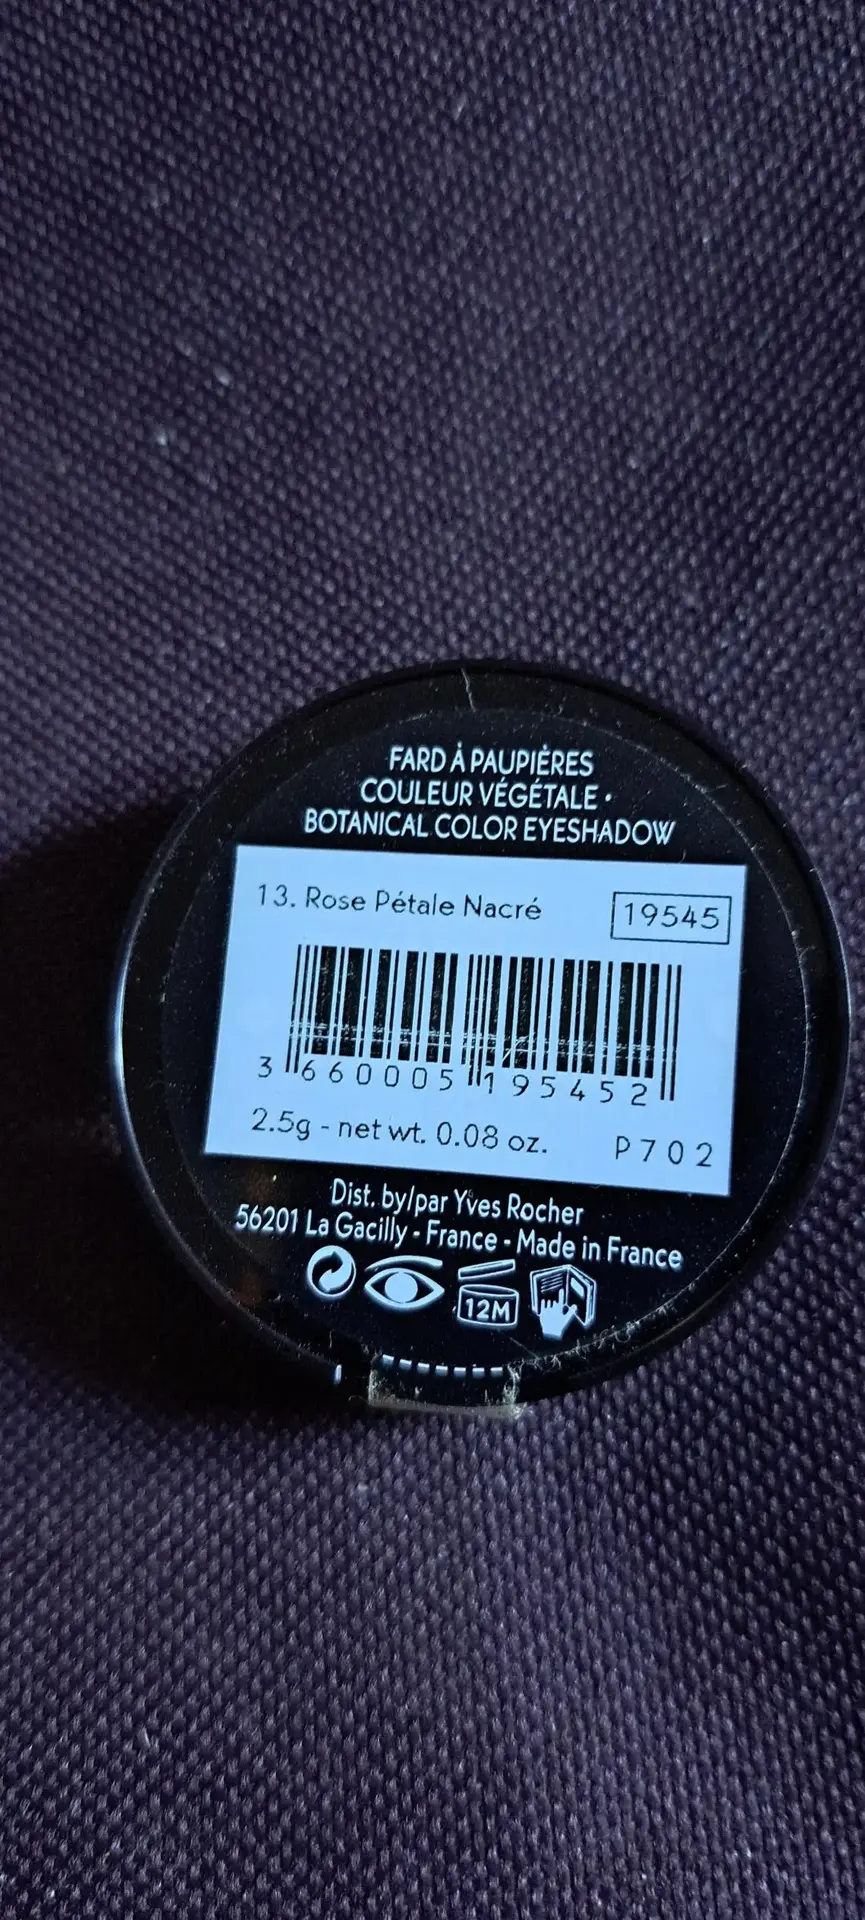 FARD À PAUPIÈRES
COULEUR VÉGÉTALE •
BOTANICAL COLOR EYESHADOW
13. Rose Pétale Nacré 19545
3 660005 195452
2.5g - net wt. 0.08 oz. P702
Dist. by/par Yves Rocher
56201 La Gacilly - France - Made in France
12M